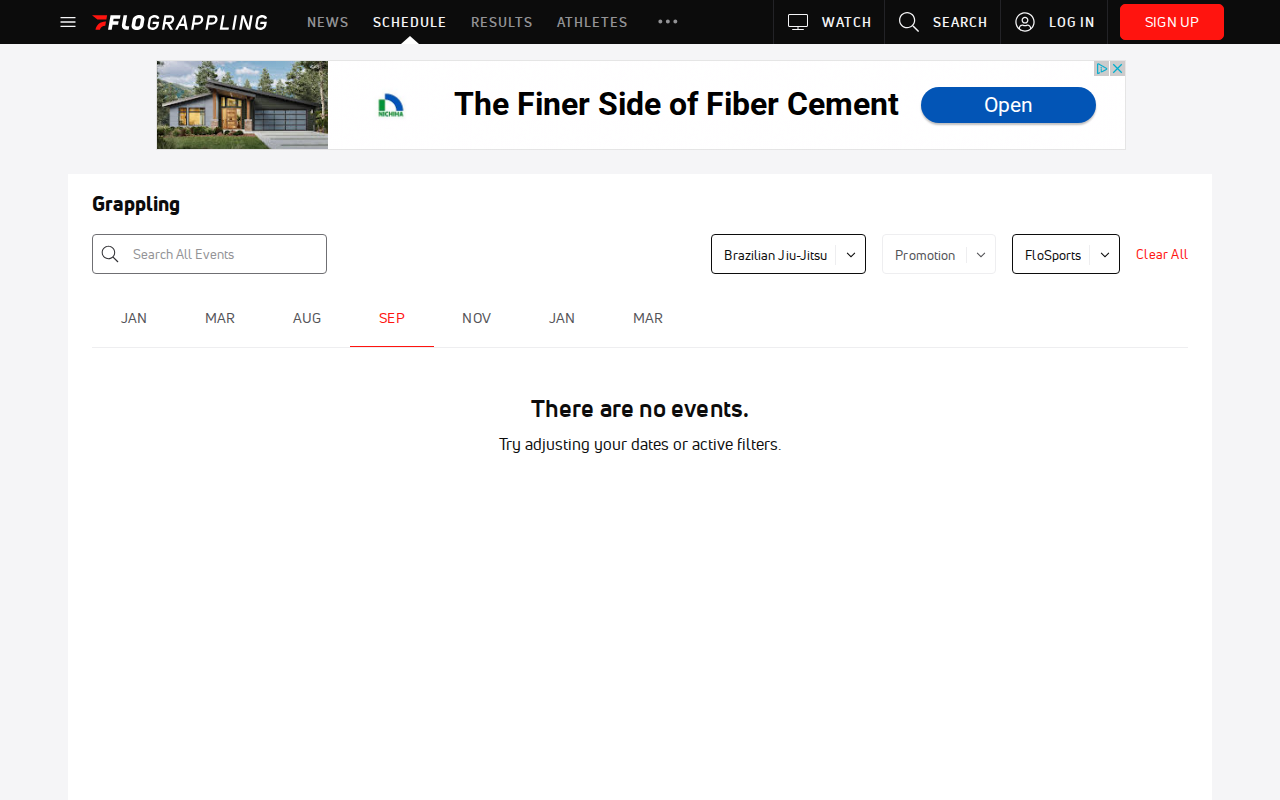 FLOGRAPPLING NEWS SCHEDULE RESULTS ATHLETES ••• WATCH SEARCH LOG IN SIGN UP
NICHIHA The Finer Side of Fiber Cement Open
Grappling
Search All Events Brazilian Jiu-Jitsu Promotion FloSports Clear All
JAN MAR AUG SEP NOV JAN MAR
There are no events.
Try adjusting your dates or active filters.